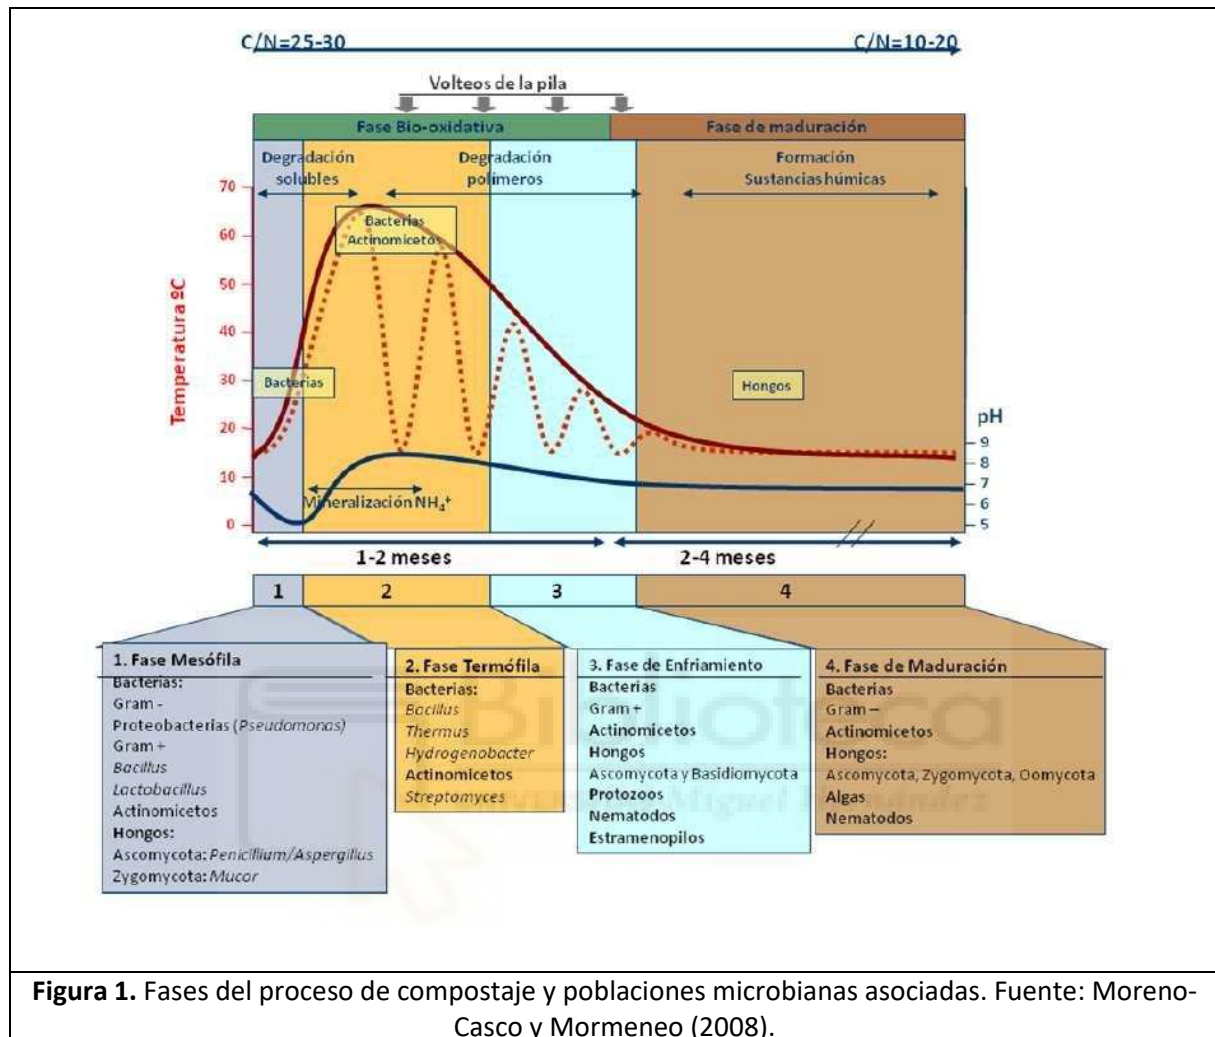 C/N=25-30
C/N=10-20
Volteos de la pila
Fase Bio-oxidativa
Fase de maduración
Degradación
solubles
Degradación
polímeros
Formación
Sustancias húmicas
70
60
50
40
30
20
10
0
Temperatura ºC
Bacterias
Actinomicetos
Bacterias
Hongos
pH
9
8
7
6
5
Mineralización NH₄⁺
1-2 meses
2-4 meses
1
2
3
4
1. Fase Mesófila
Bacterias:
Gram -
Proteobacterias (Pseudomonas)
Gram +
Bacillus
Lactobacillus
Actinomicetos
Hongos:
Ascomycota: Penicillium/Aspergillus
Zygomycota: Mucor
2. Fase Termófila
Bacterias:
Bacillus
Thermus
Hydrogenobacter
Actinomicetos
Streptomyces
3. Fase de Enfriamiento
Bacterias
Gram +
Actinomicetos
Hongos
Ascomycota y Basidiomycota
Protozoos
Nematodos
Estramenopilos
4. Fase de Maduración
Bacterias
Gram –
Actinomicetos
Hongos:
Ascomycota, Zygomycota, Oomycota
Algas
Nematodos
Biblioteca
Miguel Hernández
Figura 1. Fases del proceso de compostaje y poblaciones microbianas asociadas. Fuente: Moreno-
Casco y Mormeneo (2008).